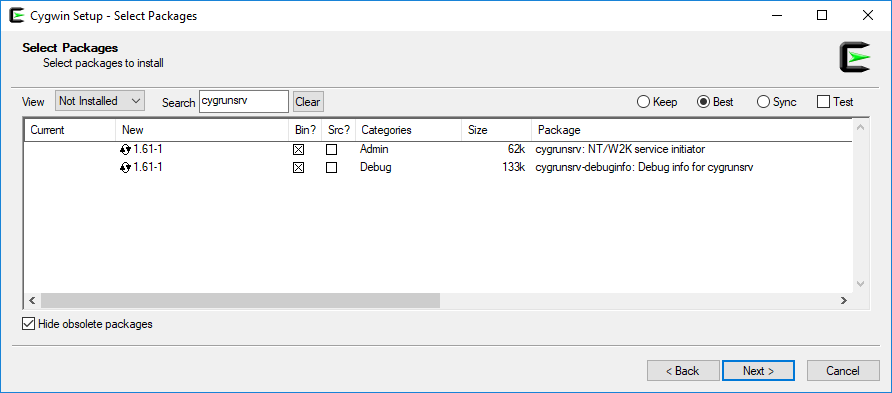 Cygwin Setup - Select Packages
Select Packages
Select packages to install
View Not Installed Search cygrunsrv Clear Keep Best Sync Test
Current New Bin? Src? Categories Size Package
1.61-1 Admin 62k cygrunsrv: NT/W2K service initiator
1.61-1 Debug 133k cygrunsrv-debuginfo: Debug info for cygrunsrv
Hide obsolete packages
< Back Next > Cancel